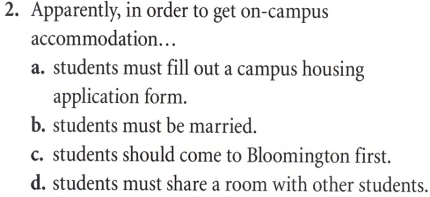 2. Apparently, in order to get on-campus
accommodation…
a. students must fill out a campus housing
application form.
b. students must be married.
c. students should come to Bloomington first.
d. students must share a room with other students.